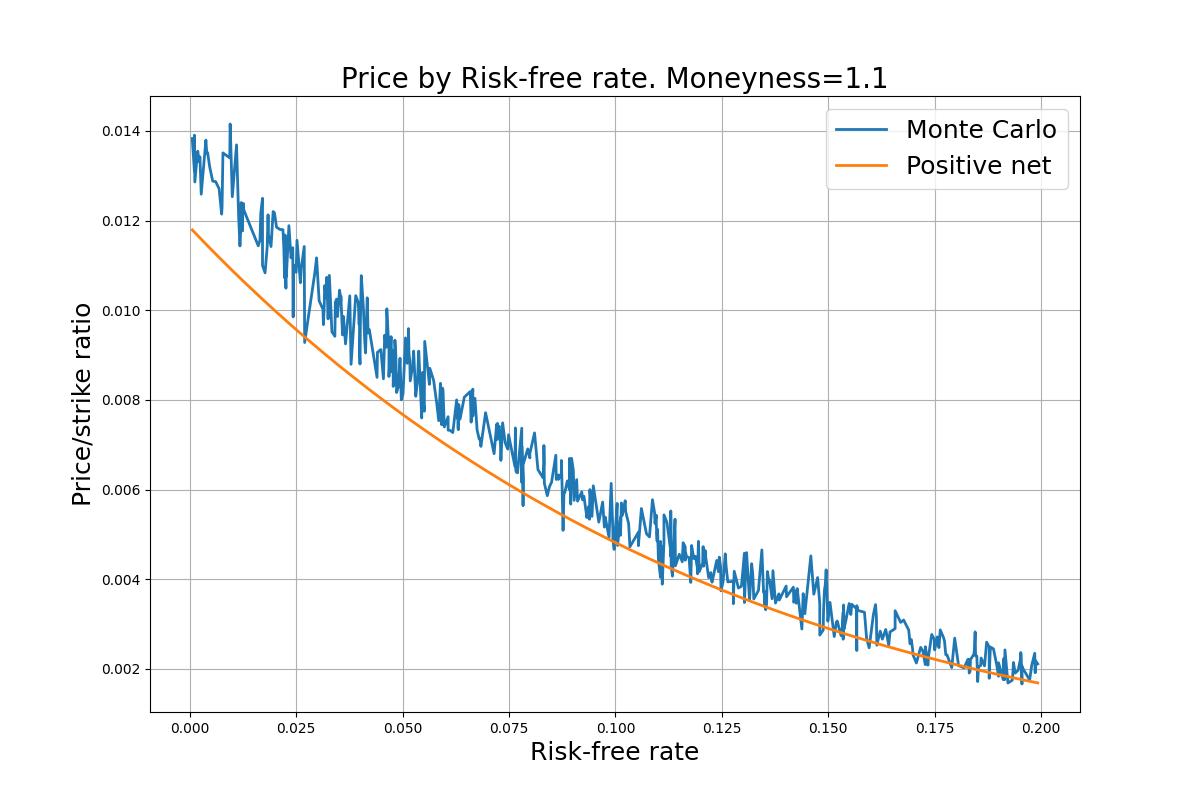 Price by Risk-free rate. Moneyness=1.1
Monte Carlo
Positive net
Price/strike ratio
0.014
0.012
0.010
0.008
0.006
0.004
0.002
0.000 0.025 0.050 0.075 0.100 0.125 0.150 0.175 0.200
Risk-free rate